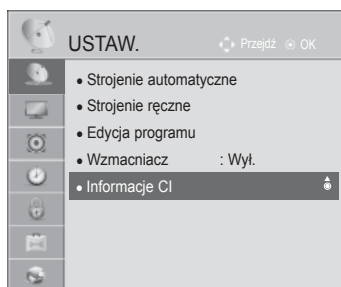 USTAW. Przejdź OK
• Strojenie automatyczne
• Strojenie ręczne
• Edycja programu
• Wzmacniacz : Wył.
• Informacje CI